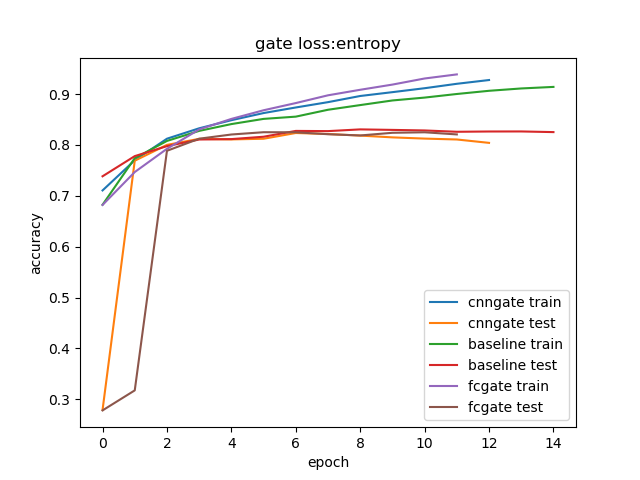 gate loss:entropy
accuracy
0.9
0.8
0.7
0.6
0.5
0.4
0.3
cnngate train
cnngate test
baseline train
baseline test
fcgate train
fcgate test
0 2 4 6 8 10 12 14
epoch